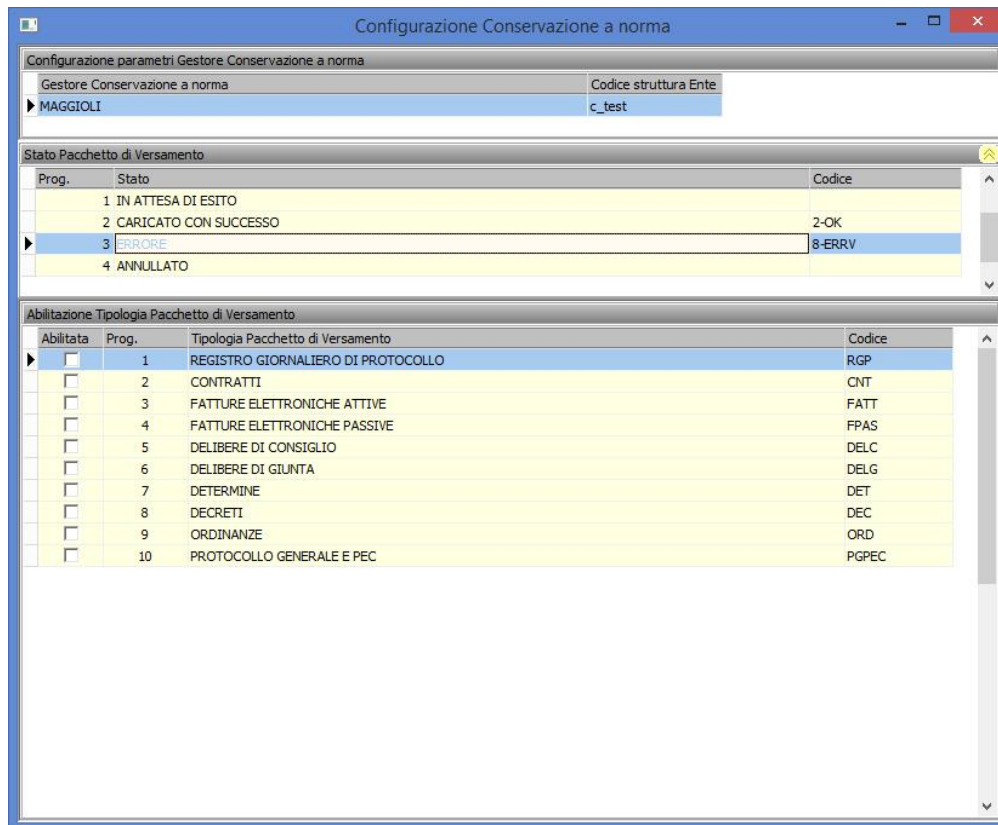 Configurazione Conservazione a norma
Configurazione parametri Gestore Conservazione a norma
Gestore Conservazione a norma Codice struttura Ente
MAGGIOLI c_test
Stato Pacchetto di Versamento
Prog. Stato Codice
1 IN ATTESA DI ESITO
2 CARICATO CON SUCCESSO 2-OK
3 ERRORE 8-ERRV
4 ANNULLATO
Abilitazione Tipologia Pacchetto di Versamento
Abilitata Prog. Tipologia Pacchetto di Versamento Codice
1 REGISTRO GIORNALIERO DI PROTOCOLLO RGP
2 CONTRATTI CNT
3 FATTURE ELETTRONICHE ATTIVE FATT
4 FATTURE ELETTRONICHE PASSIVE FPAS
5 DELIBERE DI CONSIGLIO DELC
6 DELIBERE DI GIUNTA DELG
7 DETERMINE DET
8 DECRETI DEC
9 ORDINANZE ORD
10 PROTOCOLLO GENERALE E PEC PGPEC